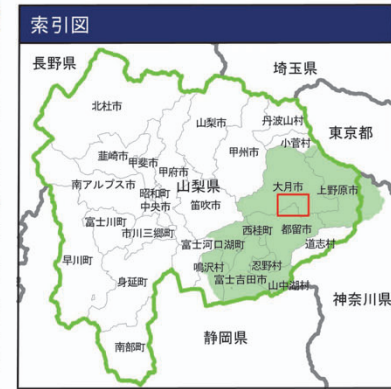 索引図
長野県
埼玉県
北杜市
山梨市
丹波山村
小菅村
東京都
韮崎市
甲斐市
甲府市
甲州市
大月市
上野原市
南アルプス市
昭和町
中央市
山梨県
笛吹市
富士川町
市川三郷町
西桂町
都留市
道志村
富士河口湖町
早川町
鳴沢村
忍野村
富士吉田市
山中湖村
身延町
神奈川県
南部町
静岡県